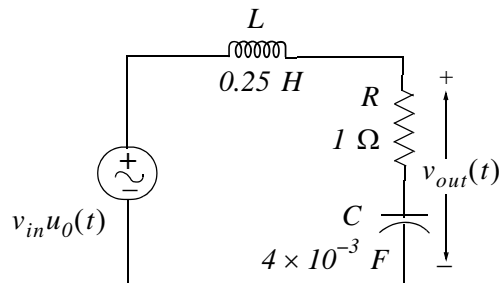 L
0.25 H
+
R
1 Ω
v_out(t)
+
−
v_in u_0(t)
C
4 × 10^−3 F
−